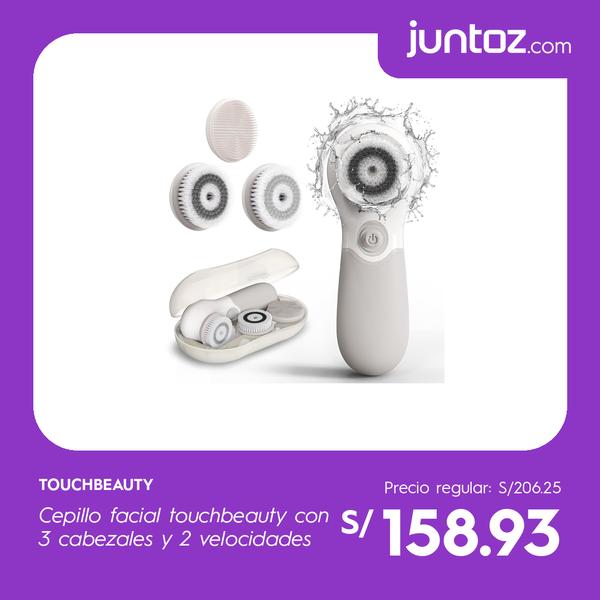 juntoz.com
TOUCHBEAUTY
Cepillo facial touchbeauty con
3 cabezales y 2 velocidades
Precio regular: S/206.25
S/158.93